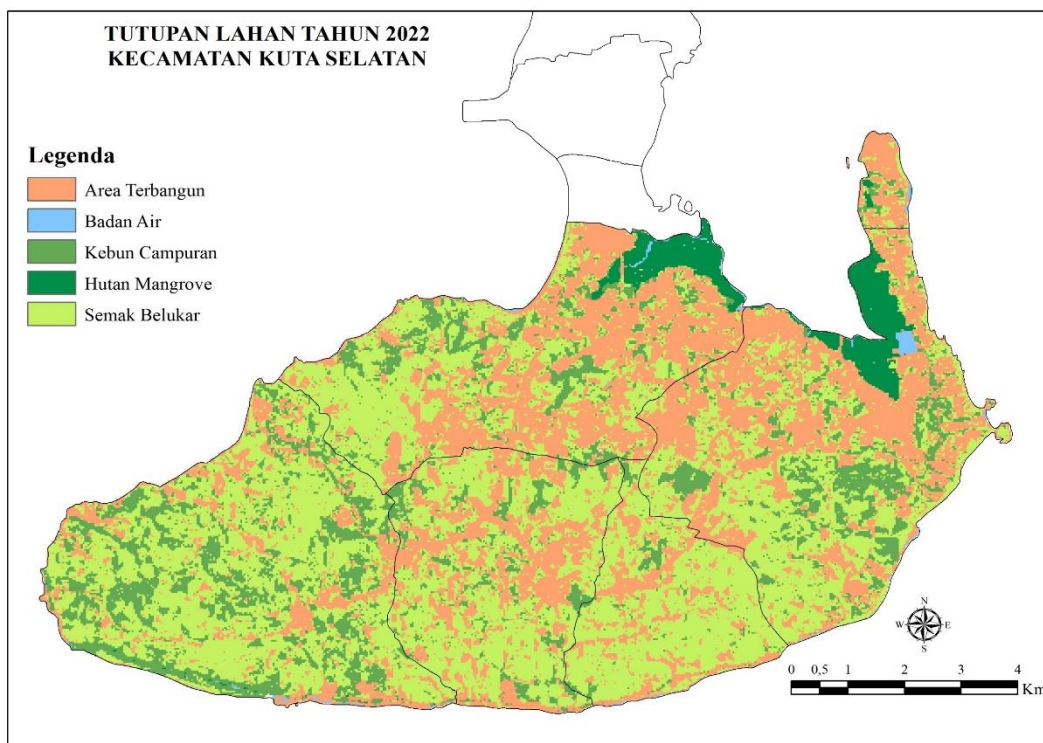 TUTUPAN LAHAN TAHUN 2022
KECAMATAN KUTA SELATAN
Legenda
Area Terbangun
Badan Air
Kebun Campuran
Hutan Mangrove
Semak Belukar
N
W E
S
0 0,5 1 2 3 4
Km